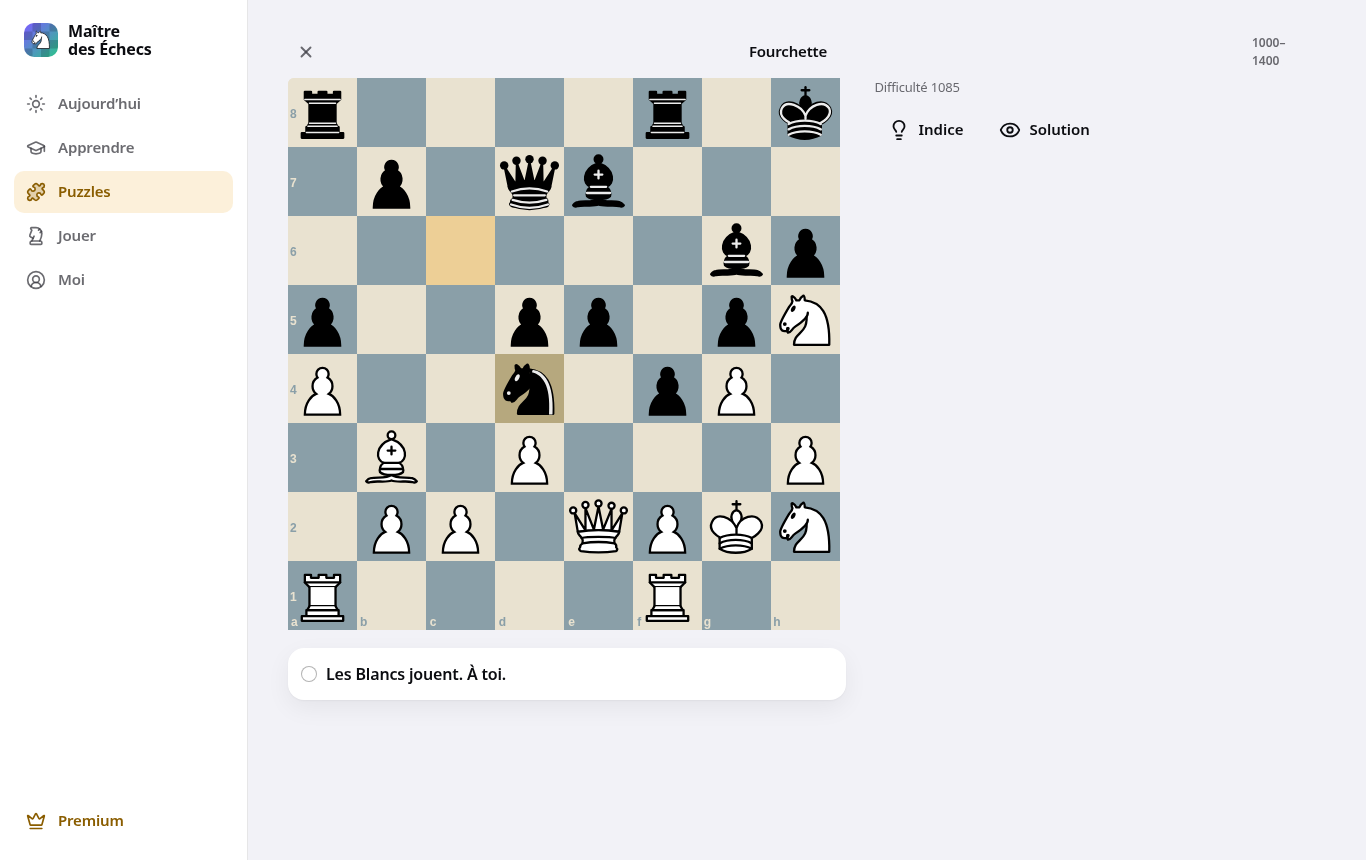 Maître
des Échecs
Aujourd’hui
Apprendre
Puzzles
Jouer
Moi
Premium
Fourchette
1000–
1400
Difficulté 1085
Indice
Solution
8
7
6
5
4
3
2
1
a
b
c
d
e
f
g
h
Les Blancs jouent. À toi.